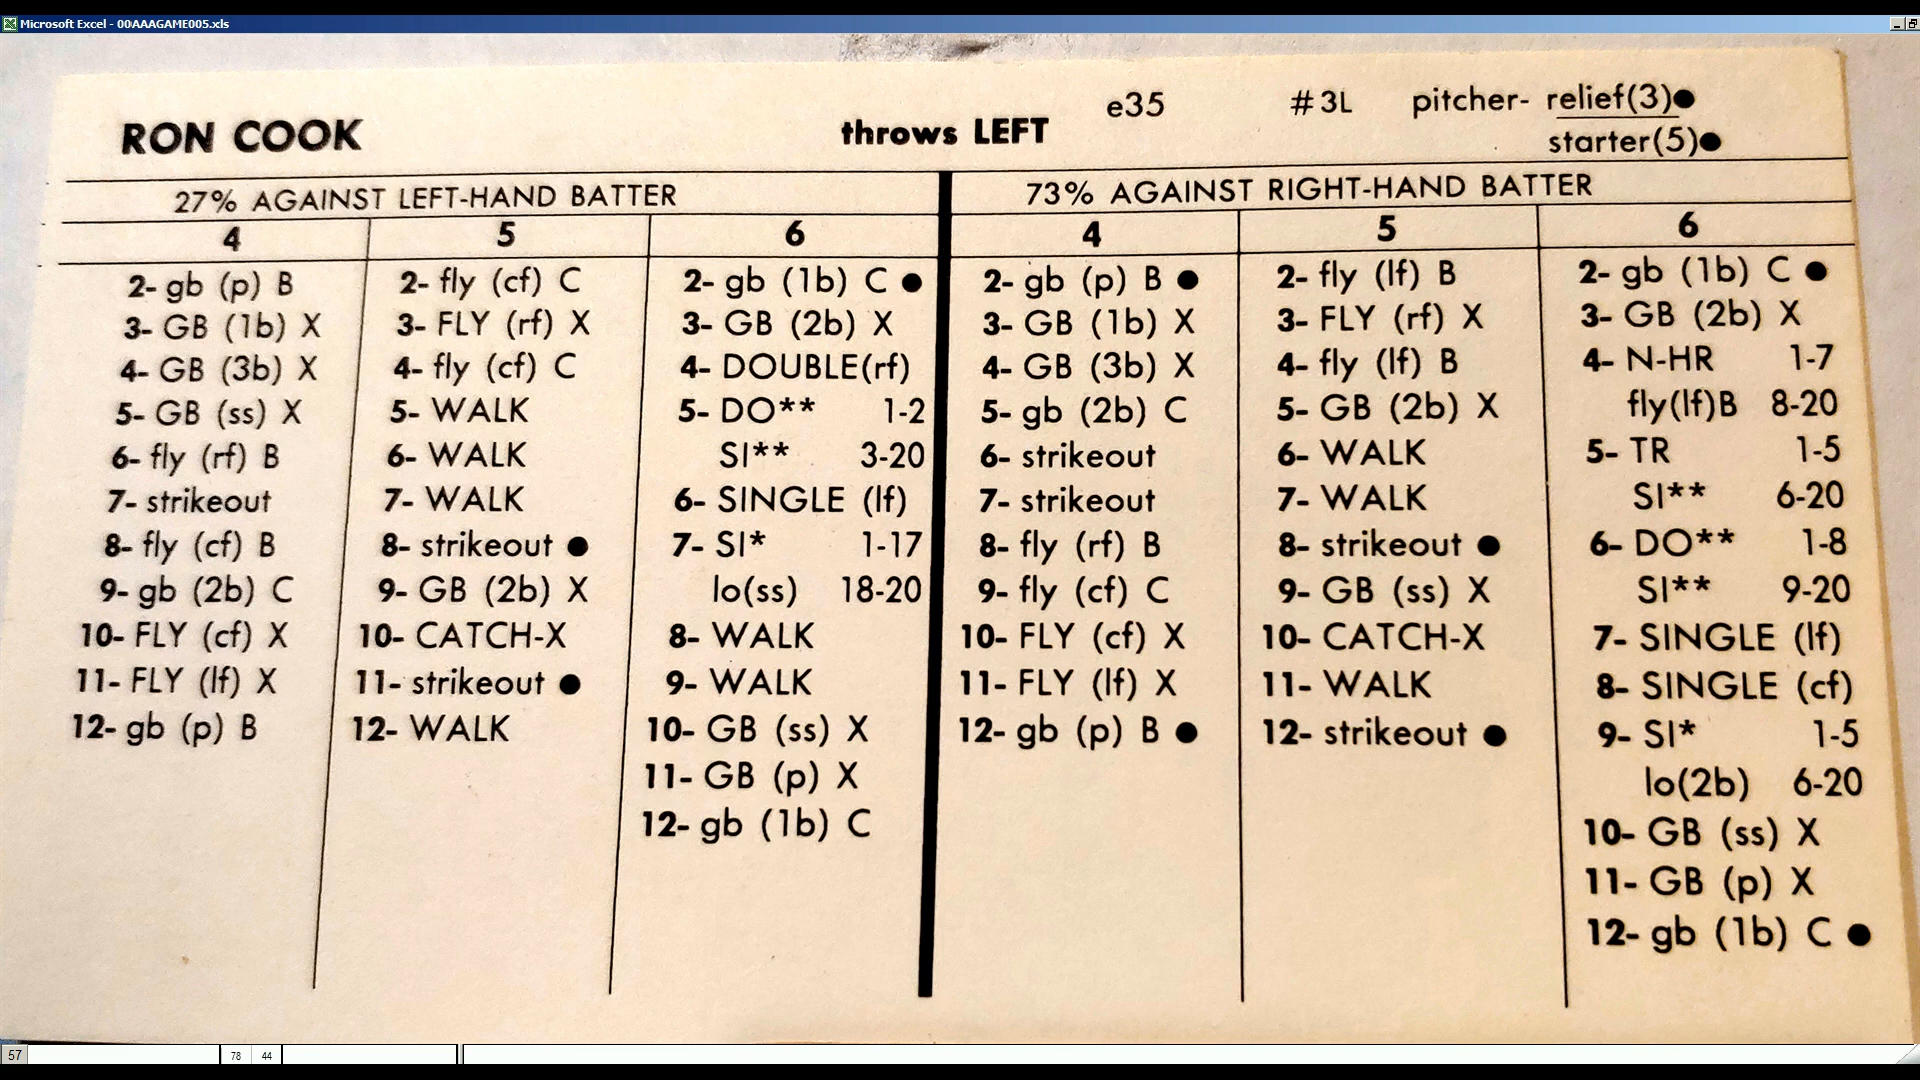 Microsoft Excel - 00AAAGAME005.xls
RON COOK
throws LEFT
e35
#3L
pitcher- relief(3)●
starter(5)●
27% AGAINST LEFT-HAND BATTER
4
2- gb (p) B
3- GB (1b) X
4- GB (3b) X
5- GB (ss) X
6- fly (rf) B
7- strikeout
8- fly (cf) B
9- gb (2b) C
10- FLY (cf) X
11- FLY (lf) X
12- gb (p) B
5
2- fly (cf) C
3- FLY (rf) X
4- fly (cf) C
5- WALK
6- WALK
7- WALK
8- strikeout ●
9- GB (2b) X
10- CATCH-X
11- strikeout ●
12- WALK
6
2- gb (1b) C ●
3- GB (2b) X
4- DOUBLE(rf)
5- DO** 1-2
SI** 3-20
6- SINGLE (lf)
7- SI* 1-17
lo(ss) 18-20
8- WALK
9- WALK
10- GB (ss) X
11- GB (p) X
12- gb (1b) C
73% AGAINST RIGHT-HAND BATTER
4
2- gb (p) B ●
3- GB (1b) X
4- GB (3b) X
5- gb (2b) C
6- strikeout
7- strikeout
8- fly (rf) B
9- fly (cf) C
10- FLY (cf) X
11- FLY (lf) X
12- gb (p) B ●
5
2- fly (lf) B
3- FLY (rf) X
4- fly (lf) B
5- GB (2b) X
6- WALK
7- WALK
8- strikeout ●
9- GB (ss) X
10- CATCH-X
11- WALK
12- strikeout ●
6
2- gb (1b) C ●
3- GB (2b) X
4- N-HR 1-7
fly(lf)B 8-20
5- TR 1-5
SI** 6-20
6- DO** 1-8
SI** 9-20
7- SINGLE (lf)
8- SINGLE (cf)
9- SI* 1-5
lo(2b) 6-20
10- GB (ss) X
11- GB (p) X
12- gb (1b) C ●
57
78
44